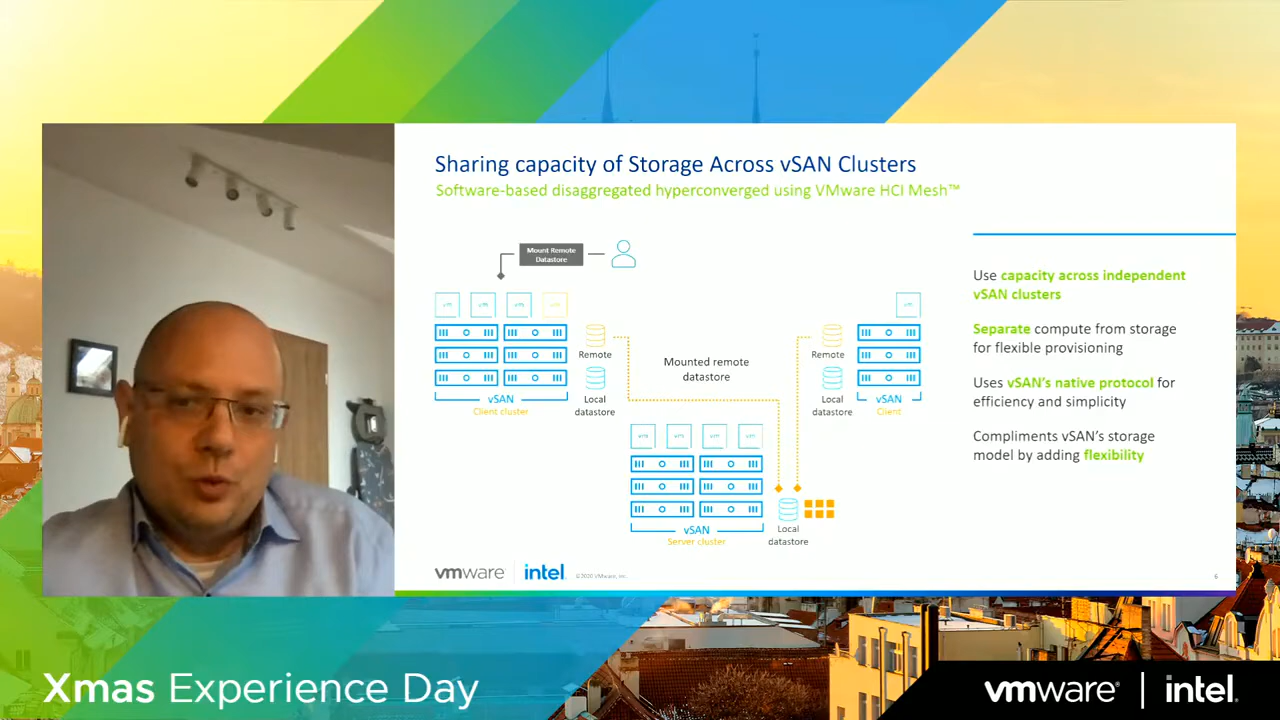 Sharing capacity of Storage Across vSAN Clusters
Software-based disaggregated hyperconverged using VMware HCI Mesh™
Mount Remote
Datastore
Remote
Local
datastore
vSAN
Client cluster
Mounted remote
datastore
Remote
Local
datastore
vSAN
Client
vSAN
Server cluster
Local
datastore
Use capacity across independent
vSAN clusters
Separate compute from storage
for flexible provisioning
Uses vSAN's native protocol for
efficiency and simplicity
Compliments vSAN's storage
model by adding flexibility
vmware intel.
©2020 VMware, Inc.
6
Xmas Experience Day
vmware® intel.